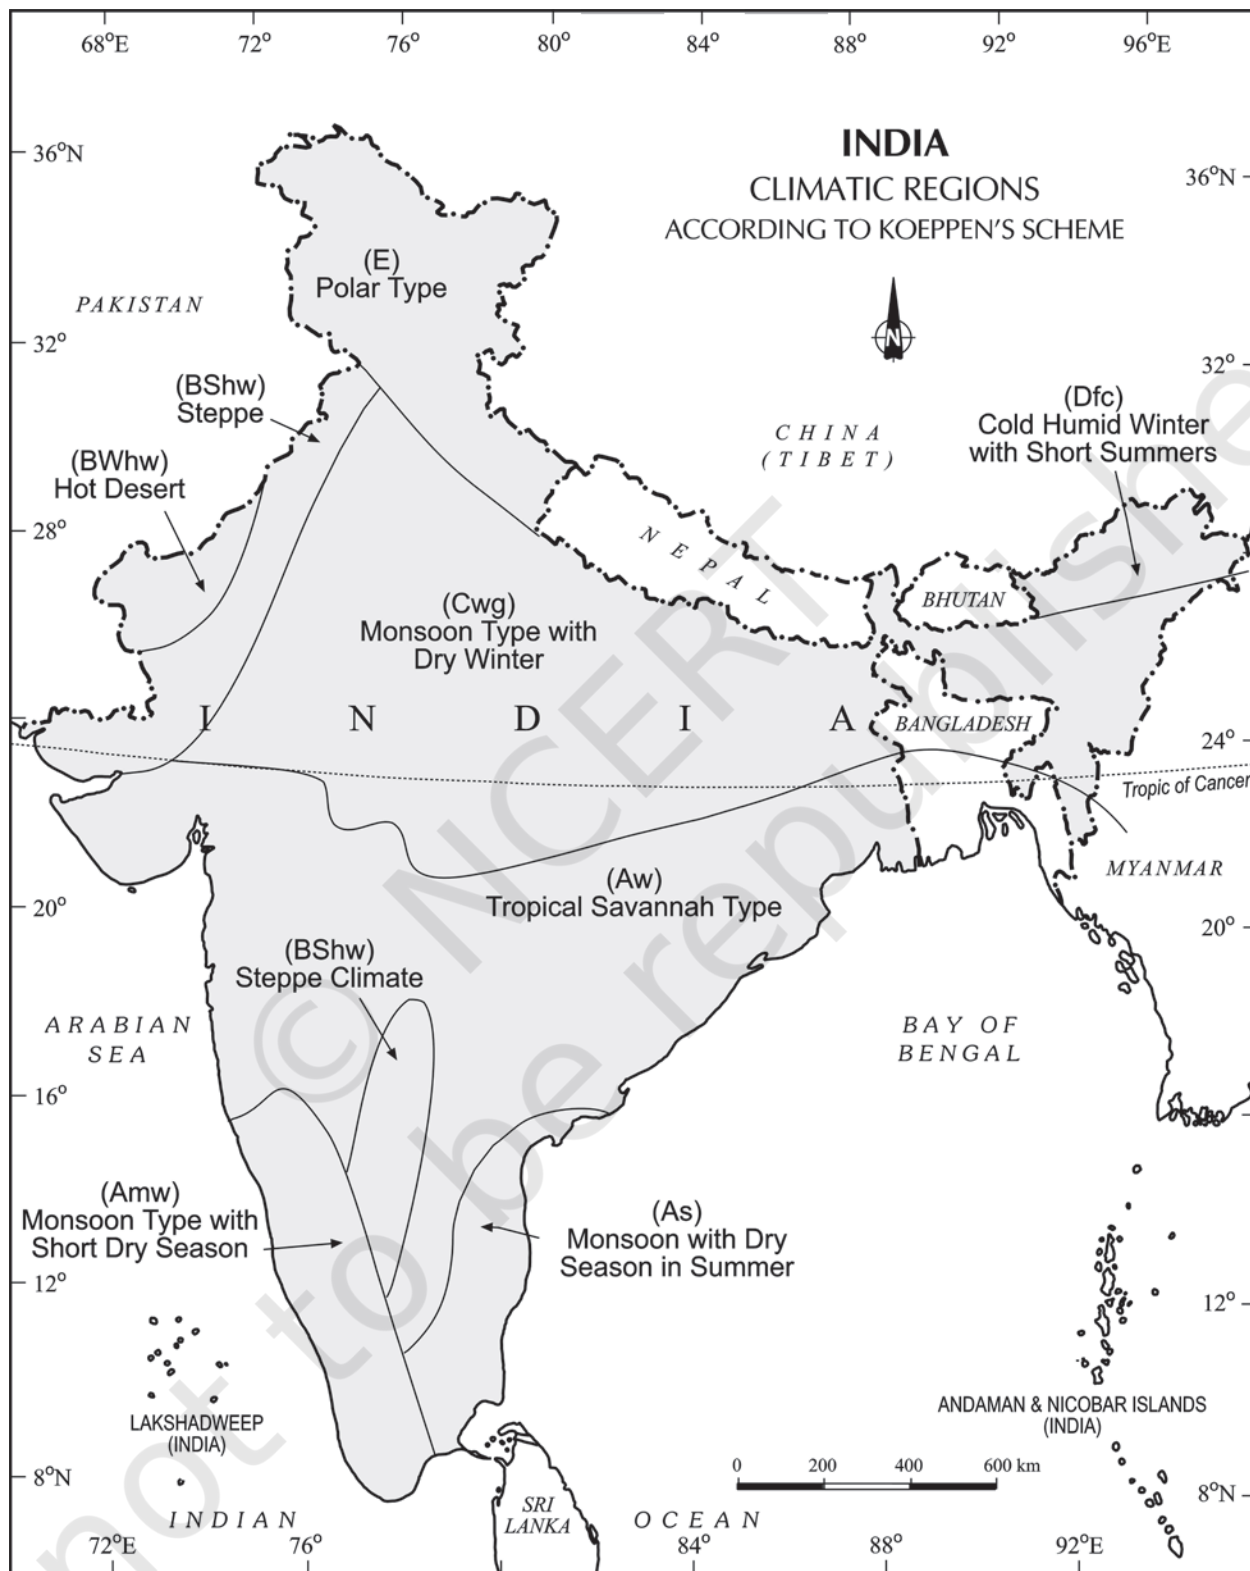 68°E 72° 76° 80° 84° 88° 92° 96°E
INDIA
CLIMATIC REGIONS
ACCORDING TO KOEPPEN'S SCHEME
36°N
36°N
(E)
Polar Type
PAKISTAN
N
32°
32°
(BShw)
Steppe
(Dfc)
Cold Humid Winter
with Short Summers
CHINA
(TIBET)
(BWhw)
Hot Desert
28°
28°
NEPAL
BHUTAN
(Cwg)
Monsoon Type with
Dry Winter
INDIA
BANGLADESH
24°
Tropic of Cancer
MYANMAR
(Aw)
Tropical Savannah Type
20°
20°
(BShw)
Steppe Climate
ARABIAN
SEA
BAY OF
BENGAL
16°
(Amw)
Monsoon Type with
Short Dry Season
(As)
Monsoon with Dry
Season in Summer
12°
12°
LAKSHADWEEP
(INDIA)
ANDAMAN & NICOBAR ISLANDS
(INDIA)
0 200 400 600 km
8°N
8°N
SRI
LANKA
INDIAN OCEAN
72°E 76° 84° 88° 92°E
© NCERT
not to be republishe